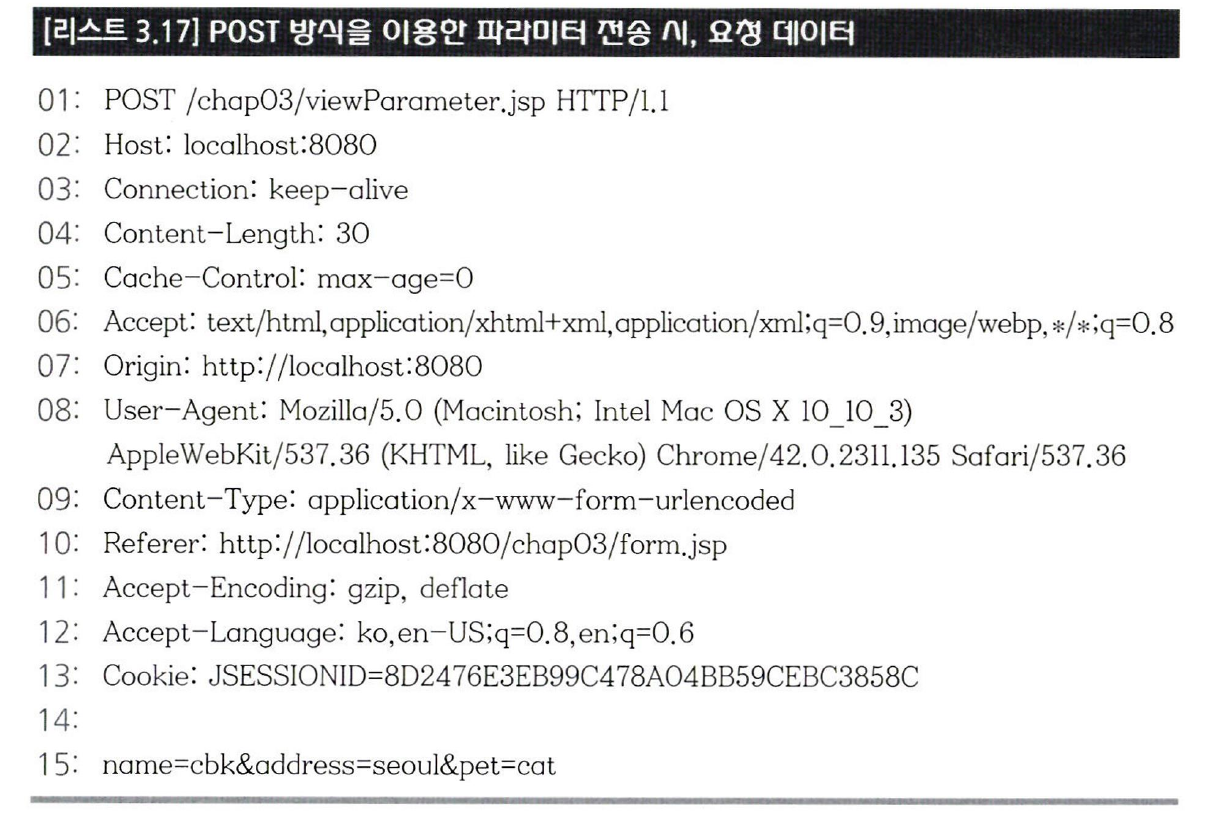 [리스트 3.17] POST 방식을 이용한 파라미터 전송 시, 요청 데이터
01: POST /chap03/viewParameter.jsp HTTP/1.1
02: Host: localhost:8080
03: Connection: keep-alive
04: Content-Length: 30
05: Cache-Control: max-age=0
06: Accept: text/html,application/xhtml+xml,application/xml;q=0.9,image/webp,*/*;q=0.8
07: Origin: http://localhost:8080
08: User-Agent: Mozilla/5.0 (Macintosh; Intel Mac OS X 10_10_3)
AppleWebKit/537.36 (KHTML, like Gecko) Chrome/42.0.2311.135 Safari/537.36
09: Content-Type: application/x-www-form-urlencoded
10: Referer: http://localhost:8080/chap03/form.jsp
11: Accept-Encoding: gzip, deflate
12: Accept-Language: ko,en-US;q=0.8,en;q=0.6
13: Cookie: JSESSIONID=8D2476E3EB99C478A04BB59CEBC3858C
14:
15: name=cbk&address=seoul&pet=cat